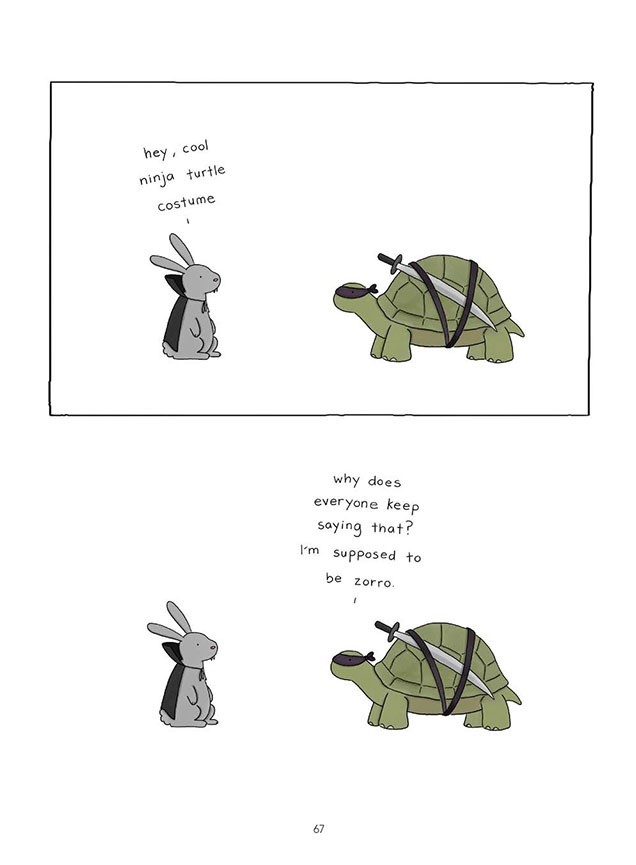 hey, cool
ninja turtle
costume
why does
everyone keep
saying that?
I'm supposed to
be zorro.
67